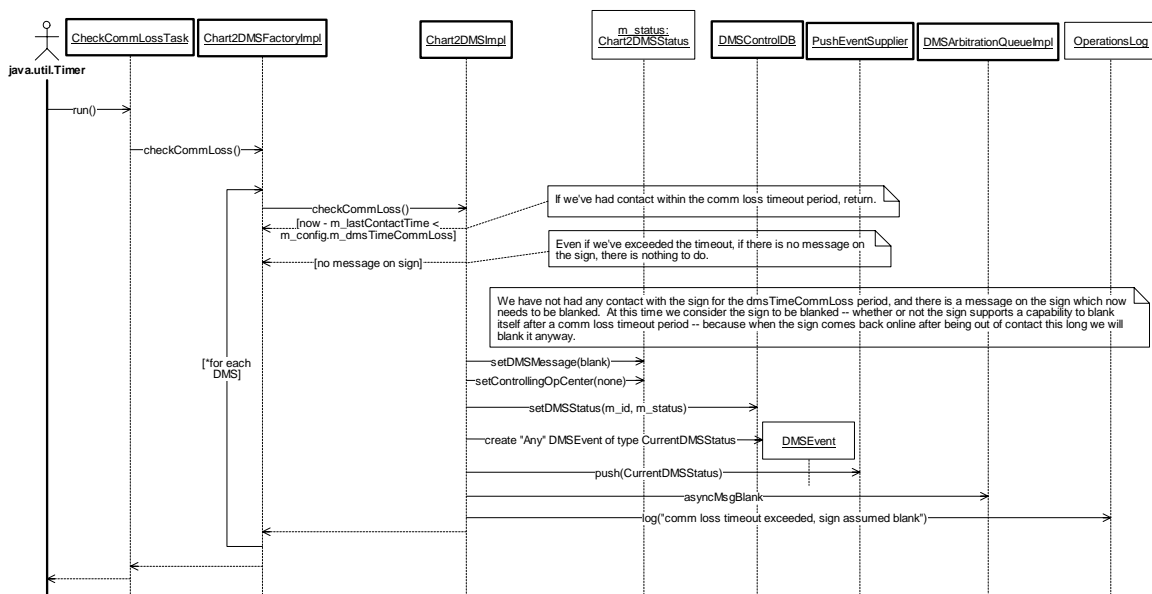 CheckCommLossTask
Chart2DMSFactoryImpl
Chart2DMSImpl
m_status:
Chart2DMSStatus
DMSControlDB
PushEventSupplier
DMSArbitrationQueueImpl
OperationsLog
java.util.Timer
run()
checkCommLoss()
checkCommLoss()
If we've had contact within the comm loss timeout period, return.
[now - m_lastContactTime <
m_config.m_dmsTimeCommLoss]
Even if we've exceeded the timeout, if there is no message on
the sign, there is nothing to do.
[no message on sign]
We have not had any contact with the sign for the dmsTimeCommLoss period, and there is a message on the sign which now
needs to be blanked.  At this time we consider the sign to be blanked -- whether or not the sign supports a capability to blank
itself after a comm loss timeout period -- because when the sign comes back online after being out of contact this long we will
blank it anyway.
[*for each
DMS]
setDMSMessage(blank)
setControllingOpCenter(none)
setDMSStatus(m_id, m_status)
create "Any" DMSEvent of type CurrentDMSStatus
DMSEvent
push(CurrentDMSStatus)
asyncMsgBlank
log("comm loss timeout exceeded, sign assumed blank")